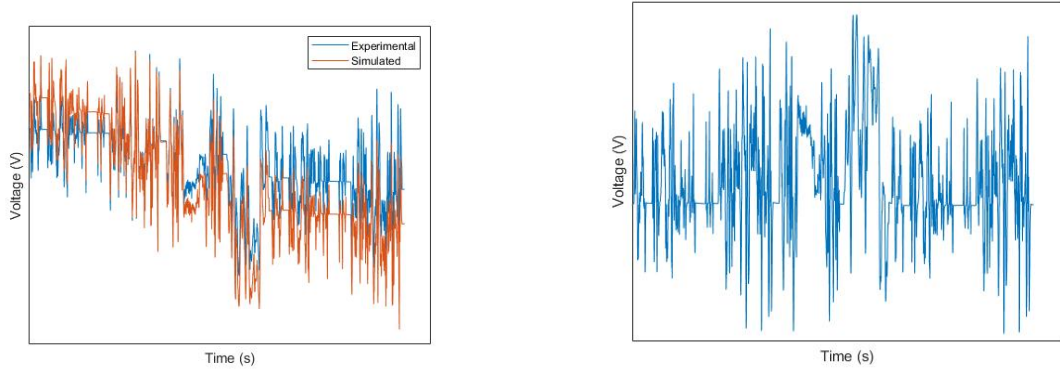 Experimental
Simulated
Voltage (V)
Time (s)
Voltage (V)
Time (s)